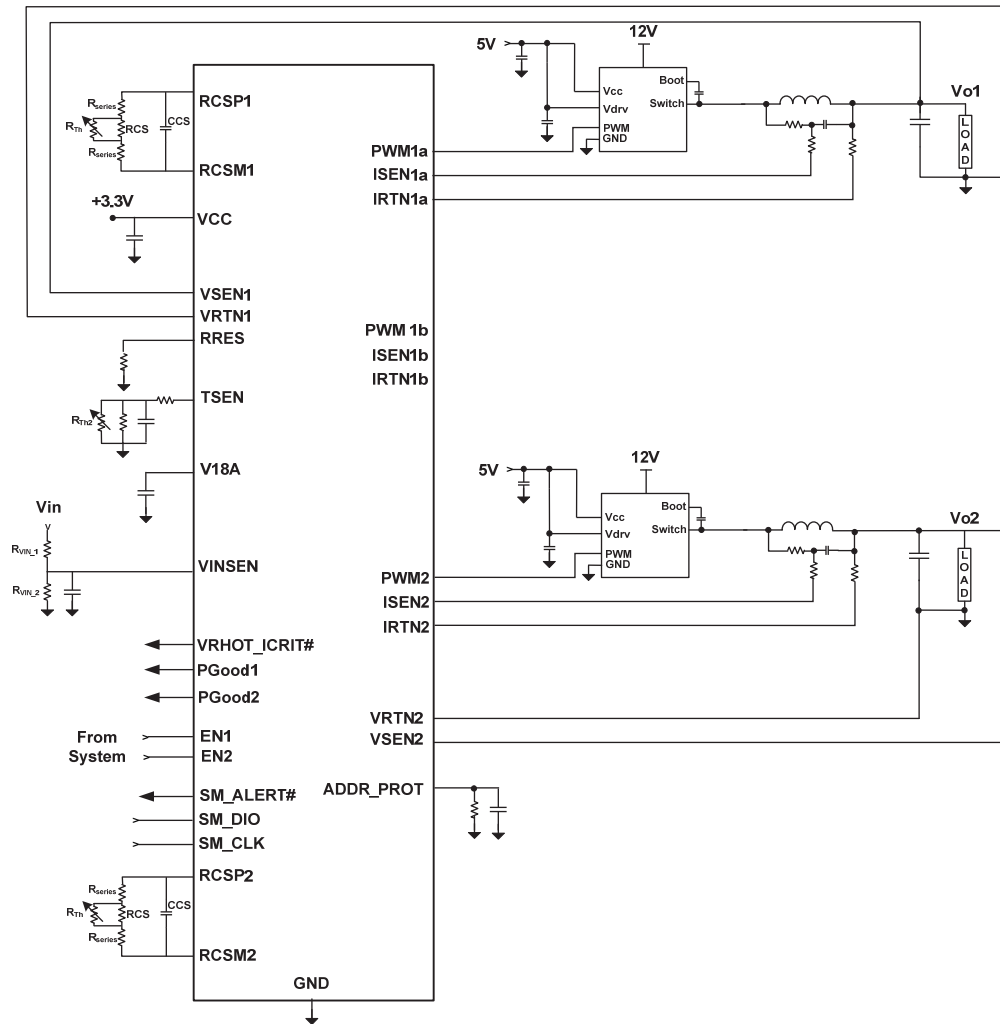 RCSP1
Rseries
RTh
RCS
CCS
Rseries
RCSM1
+3.3V
VCC
VSEN1
VRTN1
RRES
TSEN
RTh2
V18A
Vin
RVIN_1
VINSEN
RVIN_2
VRHOT_ICRIT#
PGood1
PGood2
From
System
EN1
EN2
SM_ALERT#
SM_DIO
SM_CLK
RCSP2
Rseries
RTh
RCS
CCS
Rseries
RCSM2
GND
PWM1a
ISEN1a
IRTN1a
PWM 1b
ISEN1b
IRTN1b
PWM2
ISEN2
IRTN2
VRTN2
VSEN2
ADDR_PROT
5V
12V
Boot
Vcc
Switch
Vdrv
PWM
GND
Vo1
LOAD
5V
12V
Boot
Vcc
Switch
Vdrv
PWM
GND
Vo2
LOAD